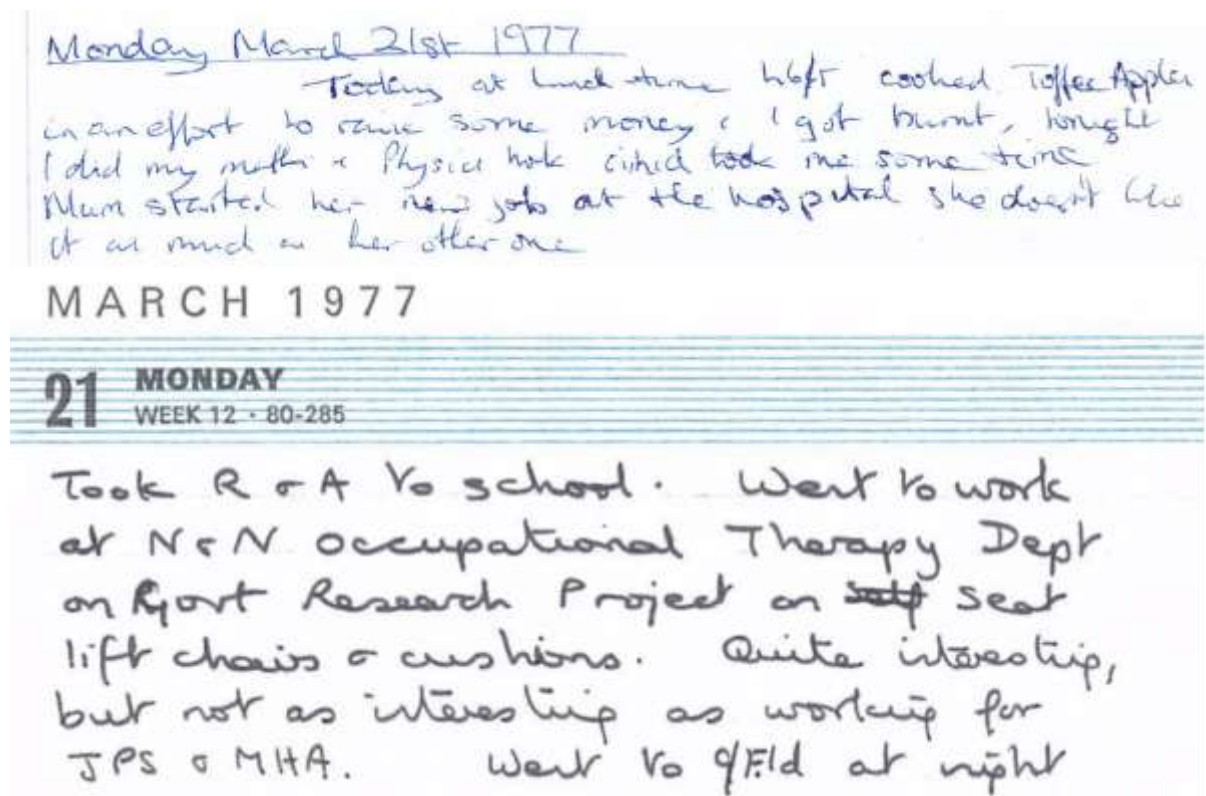 Monday March 21st 1977
Today at lunch time L6ft cooked Toffee Apples
in an effort to raise some money & I got burnt, tonight
I did my maths & Physics hwk which took me some time
Mum started her new job at the hospital she doesn't like
it as much as her other one
MARCH 1977
21 MONDAY
WEEK 12 · 80-285
Took R & A to school. Went to work
at N & N Occupational Therapy Dept
on Govt Research Project on seat
lift chairs & cushions. Quite interesting,
but not as interesting as working for
JPS & MHA. Went to at night